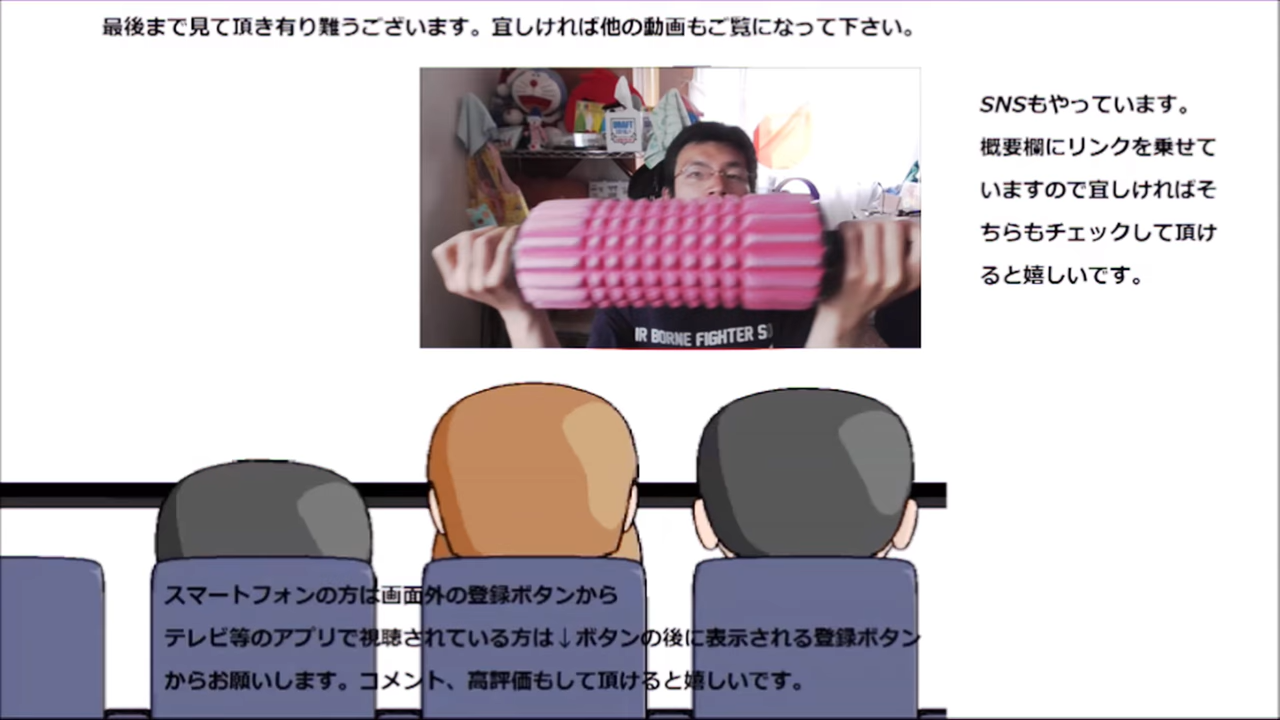 最後まで見て頂き有り難うございます。宜しければ他の動画もご覧になって下さい。
SNSもやっています。
概要欄にリンクを乗せて
いますので宜しければそ
ちらもチェックして頂け
ると嬉しいです。
DRAFT
IR BORNE FIGHTER S
スマートフォンの方は画面外の登録ボタンから
テレビ等のアプリで視聴されている方は↓ボタンの後に表示される登録ボタン
からお願いします。コメント、高評価もして頂けると嬉しいです。